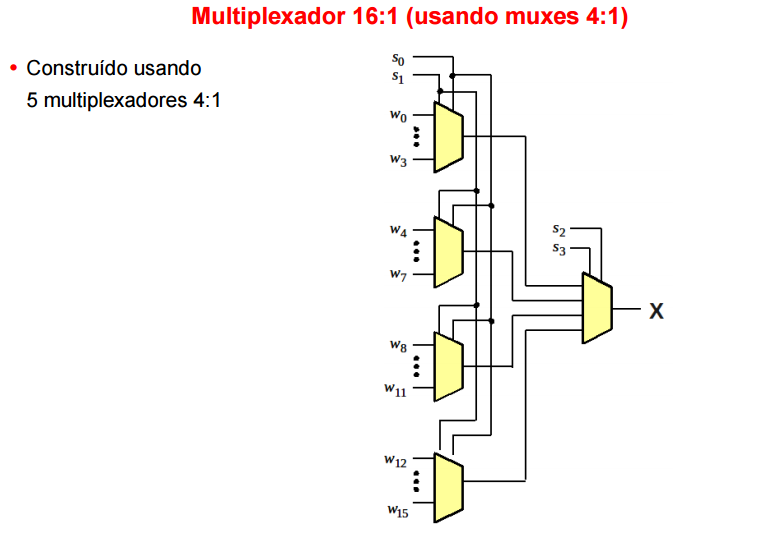 Multiplexador 16:1 (usando muxes 4:1)
• Construído usando
5 multiplexadores 4:1
s0
s1
w0
w3
w4
w7
s2
s3
X
w8
w11
w12
w15